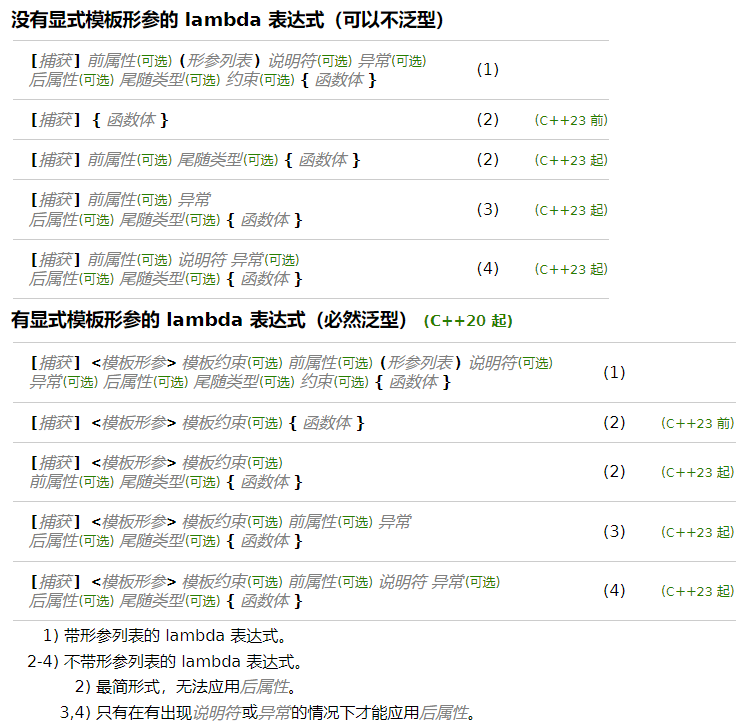 没有显式模板形参的 lambda 表达式（可以不泛型）
[捕获] 前属性(可选) (形参列表) 说明符(可选) 异常(可选)
后属性(可选) 尾随类型(可选) 约束(可选) { 函数体 }
(1)
[捕获] { 函数体 } (2) (C++23 前)
[捕获] 前属性(可选) 尾随类型(可选) { 函数体 } (2) (C++23 起)
[捕获] 前属性(可选) 异常
后属性(可选) 尾随类型(可选) { 函数体 }
(3) (C++23 起)
[捕获] 前属性(可选) 说明符 异常(可选)
后属性(可选) 尾随类型(可选) { 函数体 }
(4) (C++23 起)
有显式模板形参的 lambda 表达式（必然泛型） (C++20 起)
[捕获] <模板形参> 模板约束(可选) 前属性(可选) (形参列表) 说明符(可选)
异常(可选) 后属性(可选) 尾随类型(可选) 约束(可选) { 函数体 }
(1)
[捕获] <模板形参> 模板约束(可选) { 函数体 } (2) (C++23 前)
[捕获] <模板形参> 模板约束(可选)
前属性(可选) 尾随类型(可选) { 函数体 }
(2) (C++23 起)
[捕获] <模板形参> 模板约束(可选) 前属性(可选) 异常
后属性(可选) 尾随类型(可选) { 函数体 }
(3) (C++23 起)
[捕获] <模板形参> 模板约束(可选) 前属性(可选) 说明符 异常(可选)
后属性(可选) 尾随类型(可选) { 函数体 }
(4) (C++23 起)
1) 带形参列表的 lambda 表达式。
2-4) 不带形参列表的 lambda 表达式。
2) 最简形式，无法应用后属性。
3,4) 只有在有出现说明符或异常的情况下才能应用后属性。